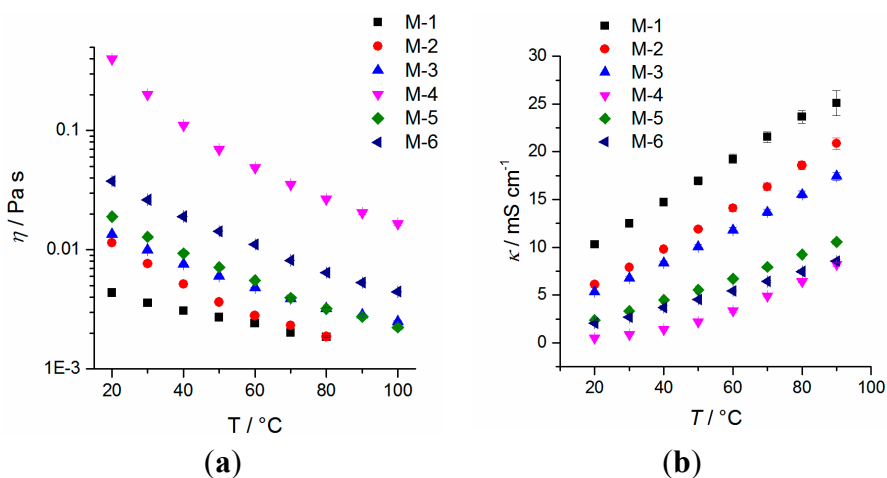 M-1
M-2
M-3
M-4
M-5
M-6
0.1
0.01
1E-3
η / Pa s
20 40 60 80 100
T / °C
(a)
M-1
M-2
M-3
M-4
M-5
M-6
30
25
20
15
10
5
0
κ / mS cm⁻¹
20 40 60 80 100
T / °C
(b)